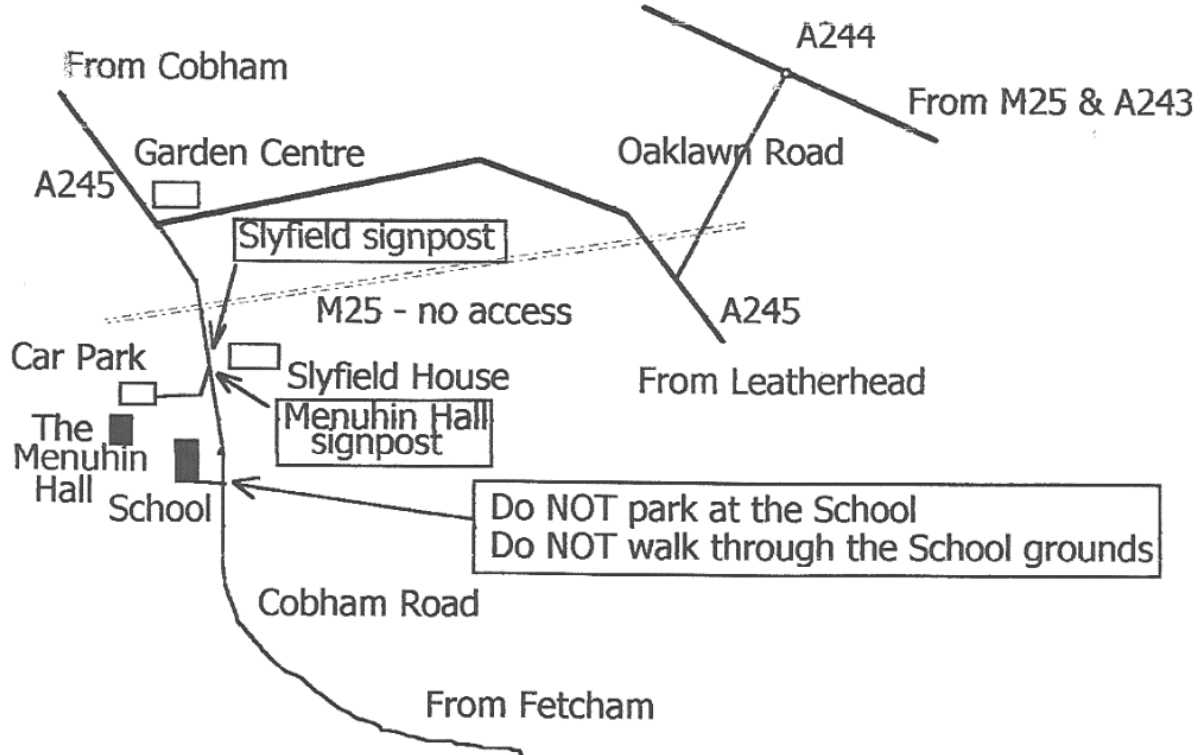 A244
From Cobham
From M25 & A243
Garden Centre
Oaklawn Road
A245
Slyfield signpost
M25 - no access
A245
Car Park
Slyfield House
From Leatherhead
Menuhin Hall
signpost
The
Menuhin
Hall
School
Do NOT park at the School
Do NOT walk through the School grounds
Cobham Road
From Fetcham